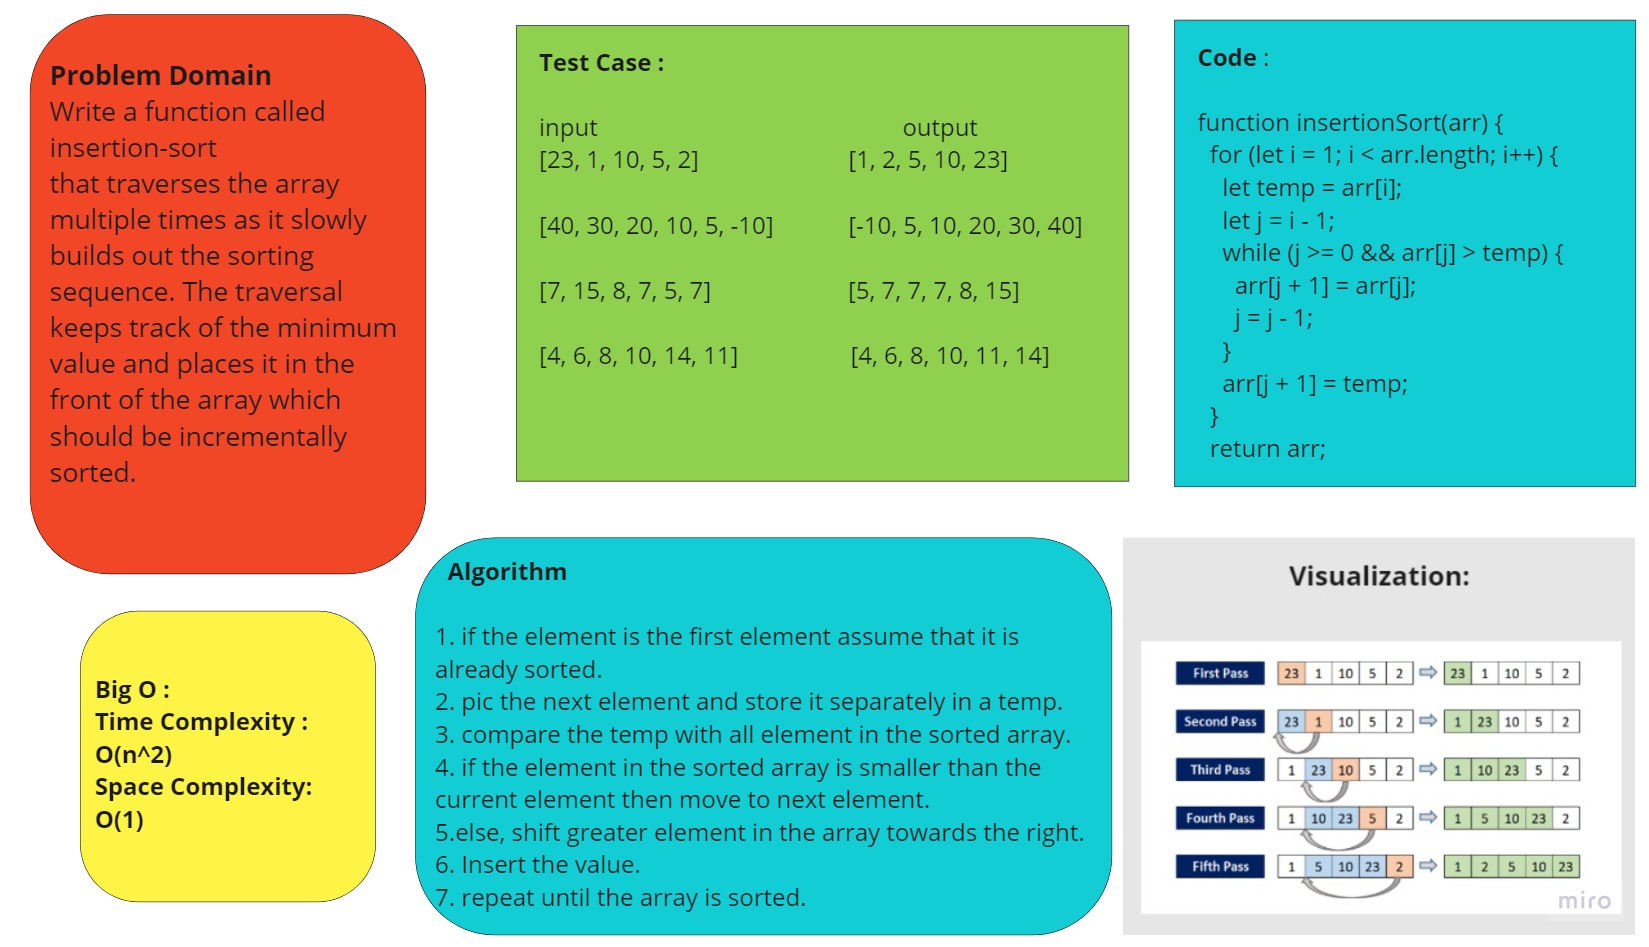 Problem Domain
Write a function called
insertion-sort
that traverses the array
multiple times as it slowly
builds out the sorting
sequence. The traversal
keeps track of the minimum
value and places it in the
front of the array which
should be incrementally
sorted.
Test Case :
input output
[23, 1, 10, 5, 2] [1, 2, 5, 10, 23]
[40, 30, 20, 10, 5, -10] [-10, 5, 10, 20, 30, 40]
[7, 15, 8, 7, 5, 7] [5, 7, 7, 7, 8, 15]
[4, 6, 8, 10, 14, 11] [4, 6, 8, 10, 11, 14]
Code :
function insertionSort(arr) {
for (let i = 1; i < arr.length; i++) {
let temp = arr[i];
let j = i - 1;
while (j >= 0 && arr[j] > temp) {
arr[j + 1] = arr[j];
j = j - 1;
}
arr[j + 1] = temp;
}
return arr;
Big O :
Time Complexity :
O(n^2)
Space Complexity:
O(1)
Algorithm
1. if the element is the first element assume that it is
already sorted.
2. pic the next element and store it separately in a temp.
3. compare the temp with all element in the sorted array.
4. if the element in the sorted array is smaller than the
current element then move to next element.
5.else, shift greater element in the array towards the right.
6. Insert the value.
7. repeat until the array is sorted.
Visualization:
First Pass 23 1 10 5 2 23 1 10 5 2
Second Pass 23 1 10 5 2 1 23 10 5 2
Third Pass 1 23 10 5 2 1 10 23 5 2
Fourth Pass 1 10 23 5 2 1 5 10 23 2
Fifth Pass 1 5 10 23 2 1 2 5 10 23
miro